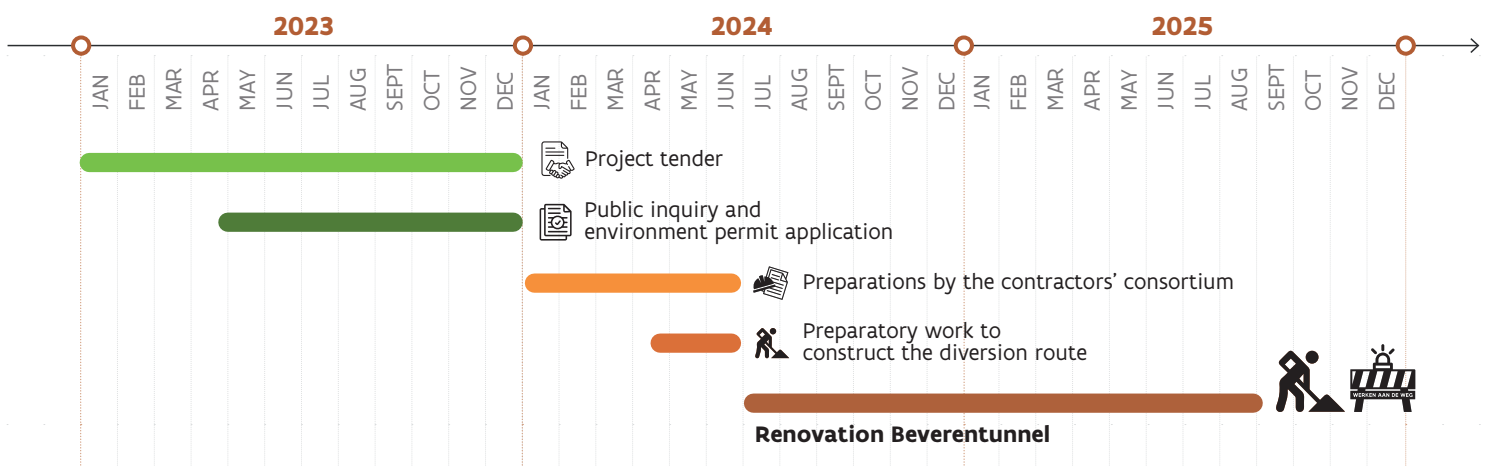 2023 2024 2025
JAN FEB MAR APR MAY JUN JUL AUG SEPT OCT NOV DEC JAN FEB MAR APR MAY JUN JUL AUG SEPT OCT NOV DEC JAN FEB MAR APR MAY JUN JUL AUG SEPT OCT NOV DEC
Project tender
Public inquiry and
environment permit application
Preparations by the contractors’ consortium
Preparatory work to
construct the diversion route
WERKEN AAN DE WEG
Renovation Beverentunnel